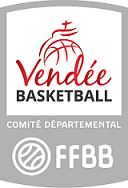 Vendée
BASKETBALL
COMITÉ DÉPARTEMENTAL
FFBB